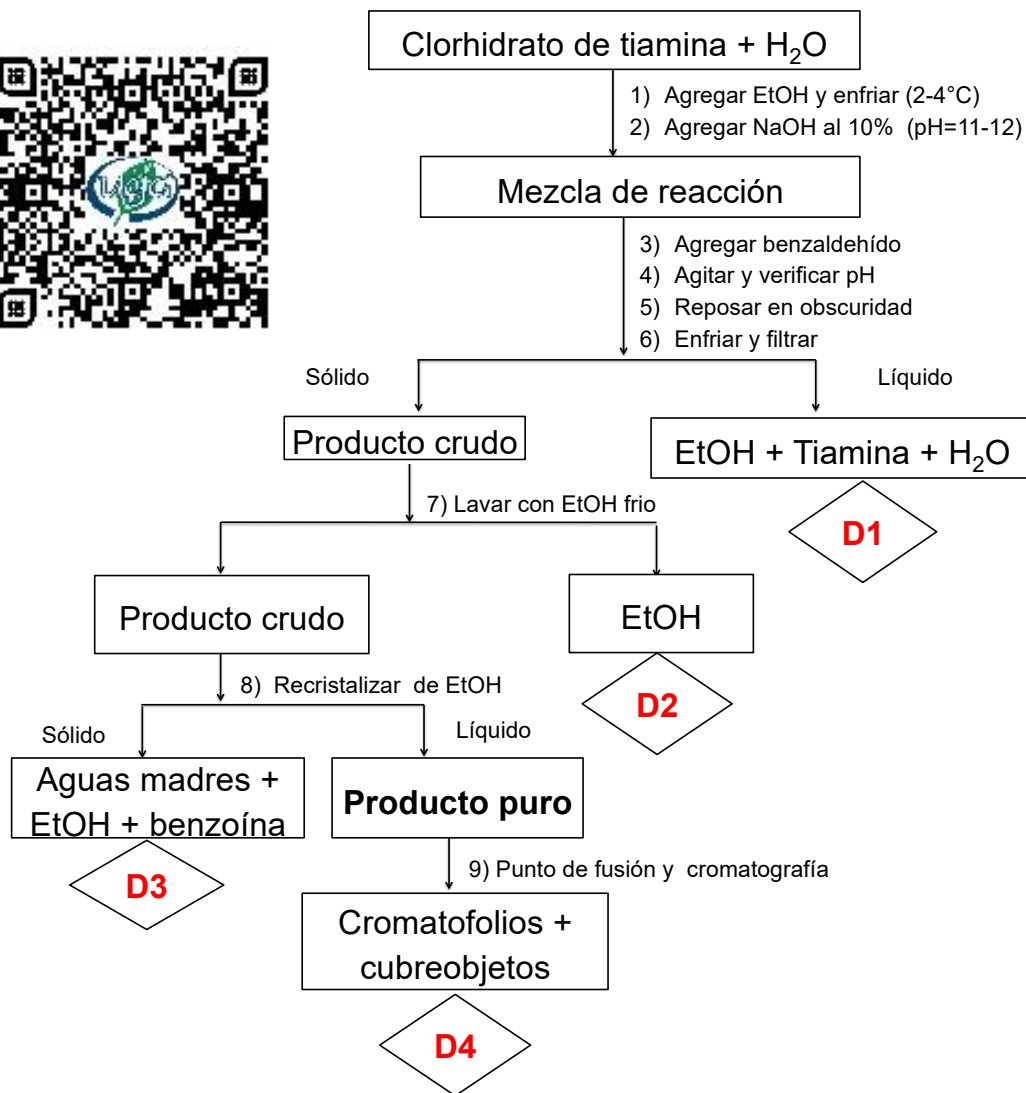 Clorhidrato de tiamina + H₂O
1) Agregar EtOH y enfriar (2-4°C)
2) Agregar NaOH al 10% (pH=11-12)
Mezcla de reacción
3) Agregar benzaldehído
4) Agitar y verificar pH
5) Reposar en obscuridad
6) Enfriar y filtrar
Sólido
Líquido
Producto crudo
EtOH + Tiamina + H₂O
D1
7) Lavar con EtOH frio
Producto crudo
EtOH
D2
8) Recristalizar de EtOH
Sólido
Líquido
Aguas madres +
EtOH + benzoína
D3
Producto puro
9) Punto de fusión y cromatografía
Cromatofolios +
cubreobjetos
D4